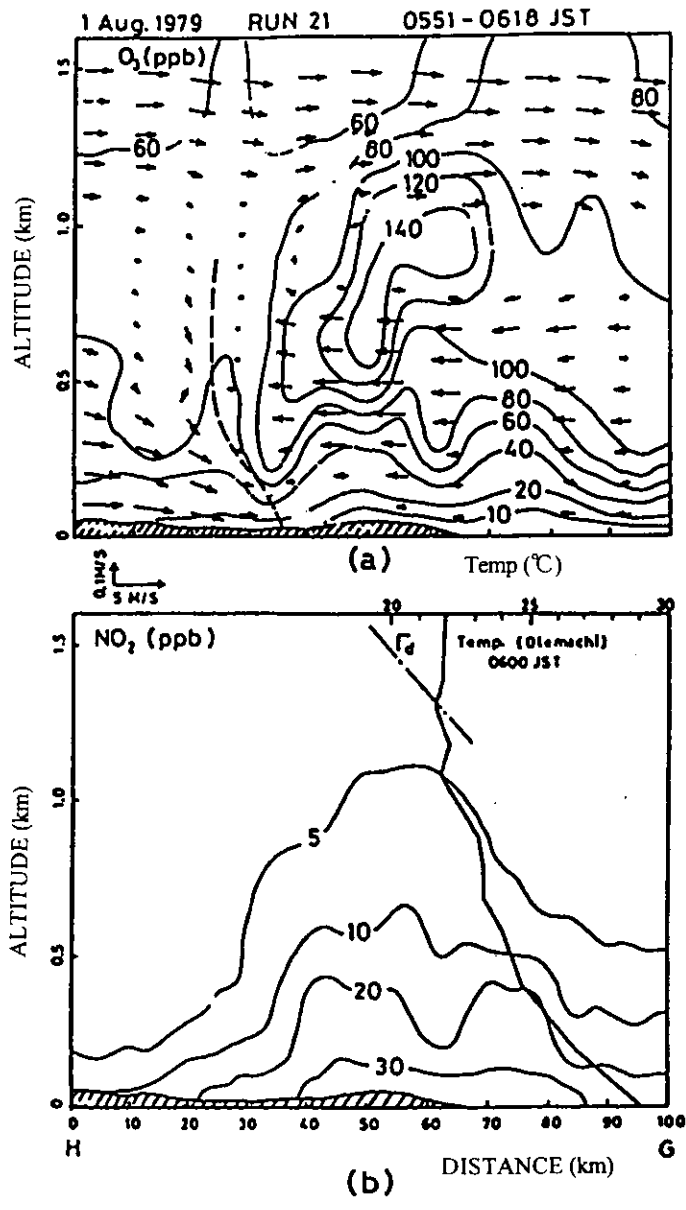 1 Aug. 1979 RUN 21 0551-0618 JST
O3(ppb)
1.5
80
60
60
80
100
120
1.0
140
ALTITUDE (km)
0.5
100
80
60
40
20
10
0
(a)
Temp (℃)
0.1M/S
5 M/S
20 25 30
NO2 (ppb)
Γd
Temp. (Olemachi)
0600 JST
1.5
1.0
5
ALTITUDE (km)
0.5
10
20
30
0
0 10 20 30 40 50 60 70 80 90 100
H G
DISTANCE (km)
(b)